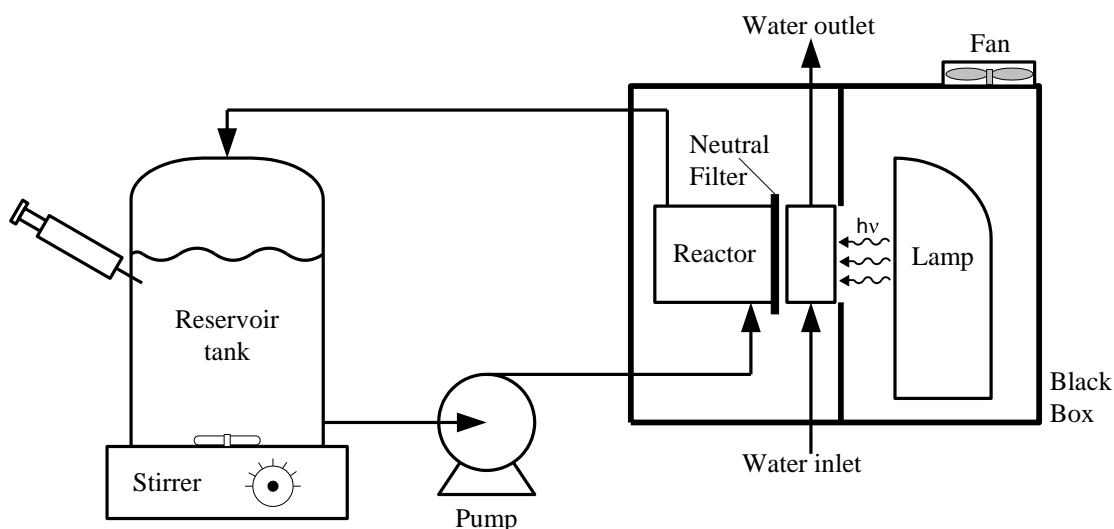 Water outlet
Fan
Neutral
Filter
hν
Reactor
Lamp
Reservoir
tank
Black
Box
Water inlet
Stirrer
Pump